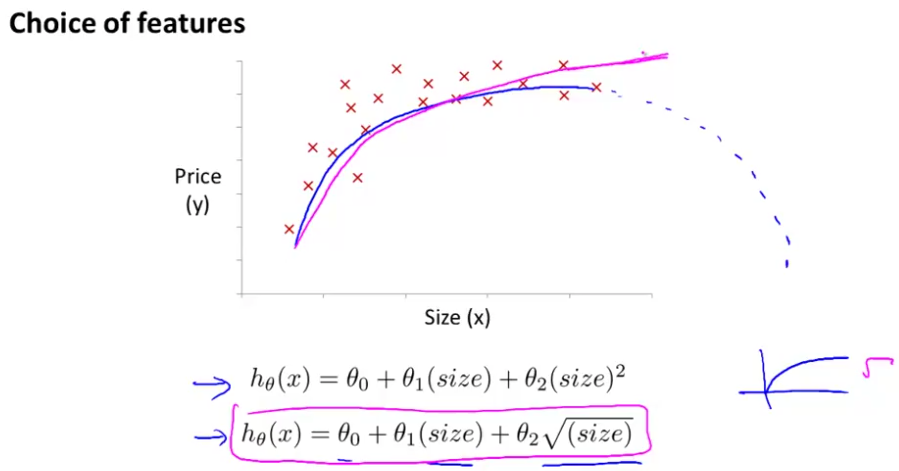 Choice of features
Price
(y)
Size (x)
→ hθ(x) = θ0 + θ1(size) + θ2(size)²
→ hθ(x) = θ0 + θ1(size) + θ2√(size)
√